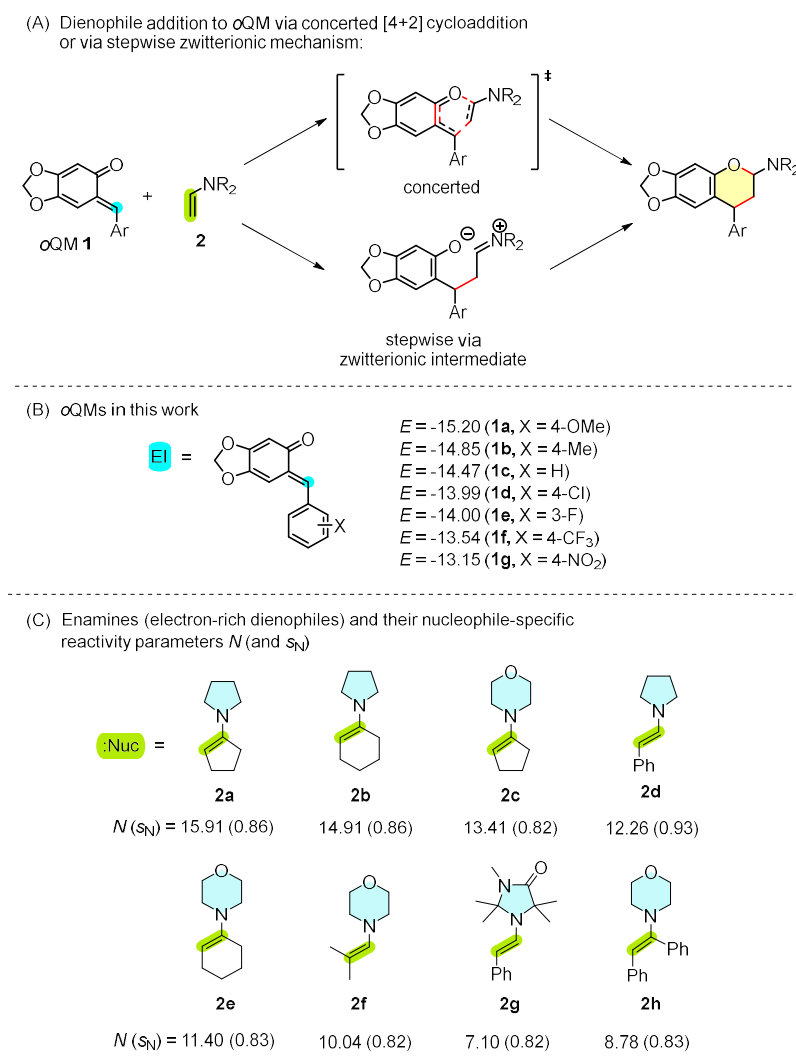 (A) Dienophile addition to oQM via concerted [4+2] cycloaddition
or via stepwise zwitterionic mechanism:
O
O
O
Ar
oQM 1
+
NR2
2
O
O
O
NR2
Ar
‡
concerted
O
O
O
⊖
⊕
NR2
Ar
stepwise via
zwitterionic intermediate
O
O
O
NR2
Ar
(B) oQMs in this work
El =
O
O
O
X
E = -15.20 (1a, X = 4-OMe)
E = -14.85 (1b, X = 4-Me)
E = -14.47 (1c, X = H)
E = -13.99 (1d, X = 4-Cl)
E = -14.00 (1e, X = 3-F)
E = -13.54 (1f, X = 4-CF3)
E = -13.15 (1g, X = 4-NO2)
(C) Enamines (electron-rich dienophiles) and their nucleophile-specific
reactivity parameters N (and sN)
:Nuc =
N
N
O
N
N
Ph
2a 2b 2c 2d
N (sN) = 15.91 (0.86) 14.91 (0.86) 13.41 (0.82) 12.26 (0.93)
O
N
O
N
N
O
N
Ph
O
N
Ph
Ph
2e 2f 2g 2h
N (sN) = 11.40 (0.83) 10.04 (0.82) 7.10 (0.82) 8.78 (0.83)